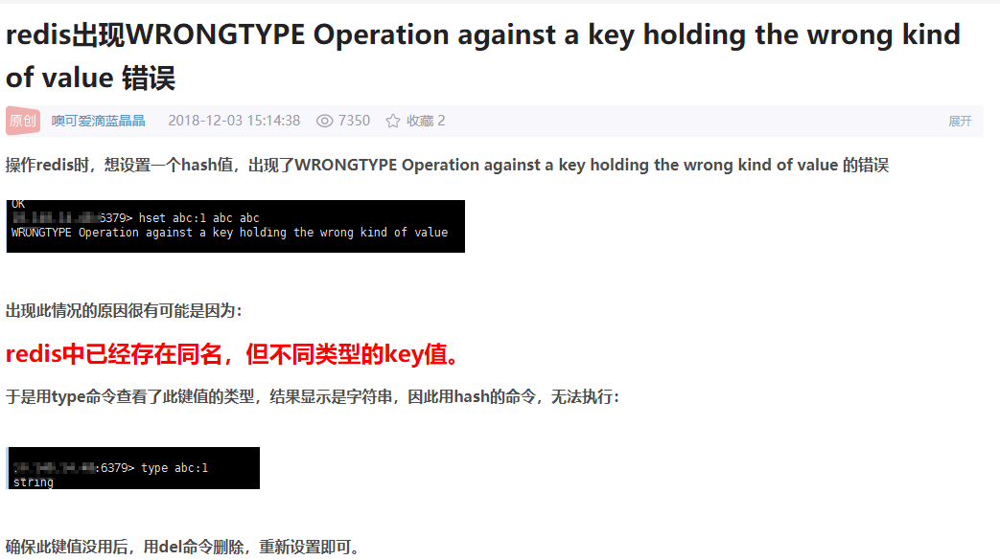 redis出现WRONGTYPE Operation against a key holding the wrong kind
of value 错误
原创 噢可爱滴蓝晶晶 2018-12-03 15:14:38 7350 收藏 2 展开
操作redis时，想设置一个hash值，出现了WRONGTYPE Operation against a key holding the wrong kind of value 的错误
OK
6379> hset abc:1 abc abc
WRONGTYPE Operation against a key holding the wrong kind of value
出现此情况的原因很有可能是因为：
redis中已经存在同名，但不同类型的key值。
于是用type命令查看了此键值的类型，结果显示是字符串，因此用hash的命令，无法执行：
:6379> type abc:1
string
确保此键值没用后，用del命令删除，重新设置即可。